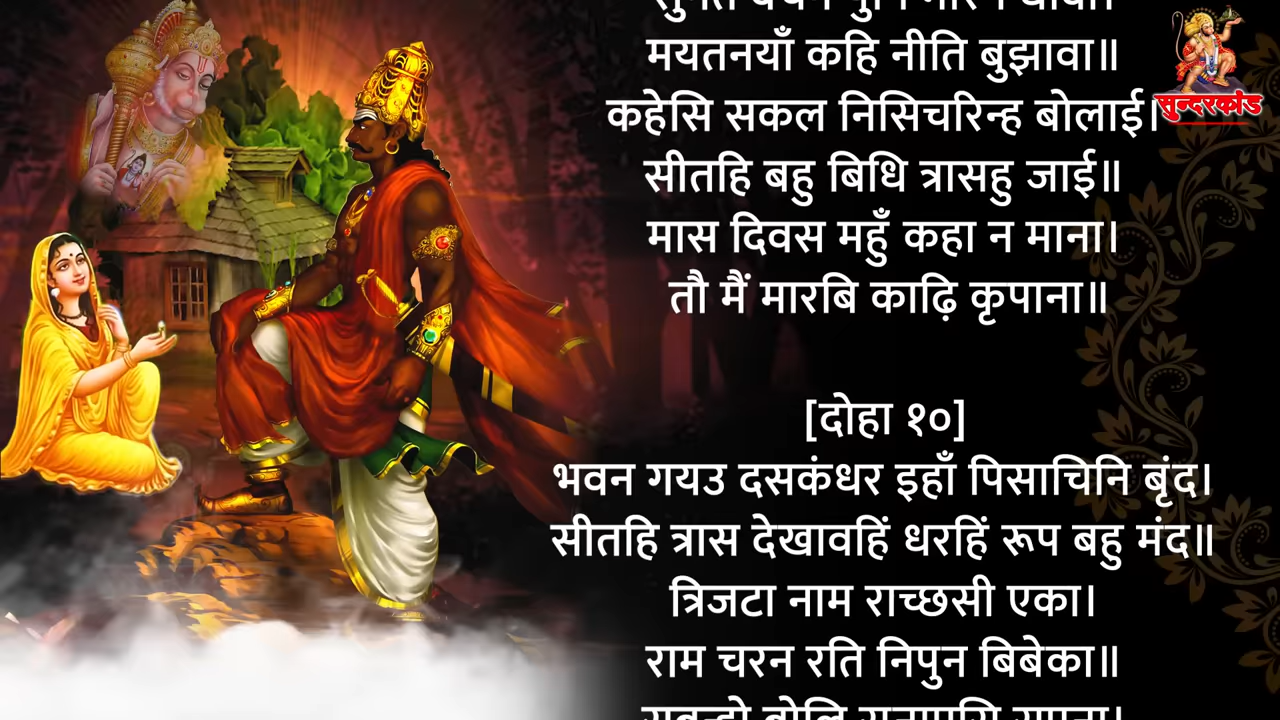 मयतनयाँ कहि नीति बुझावा॥
कहेसि सकल निसिचरिन्ह बोलाई।
सुन्दरकांड
सीतहि बहु बिधि त्रासहु जाई॥
मास दिवस महुँ कहा न माना।
तौ मैं मारबि काढ़ि कृपाना॥
[दोहा १०]
भवन गयउ दसकंधर इहाँ पिसाचिनि बृंद।
सीतहि त्रास देखावहिं धरहिं रूप बहु मंद॥
त्रिजटा नाम राच्छसी एका।
राम चरन रति निपुन बिबेका॥